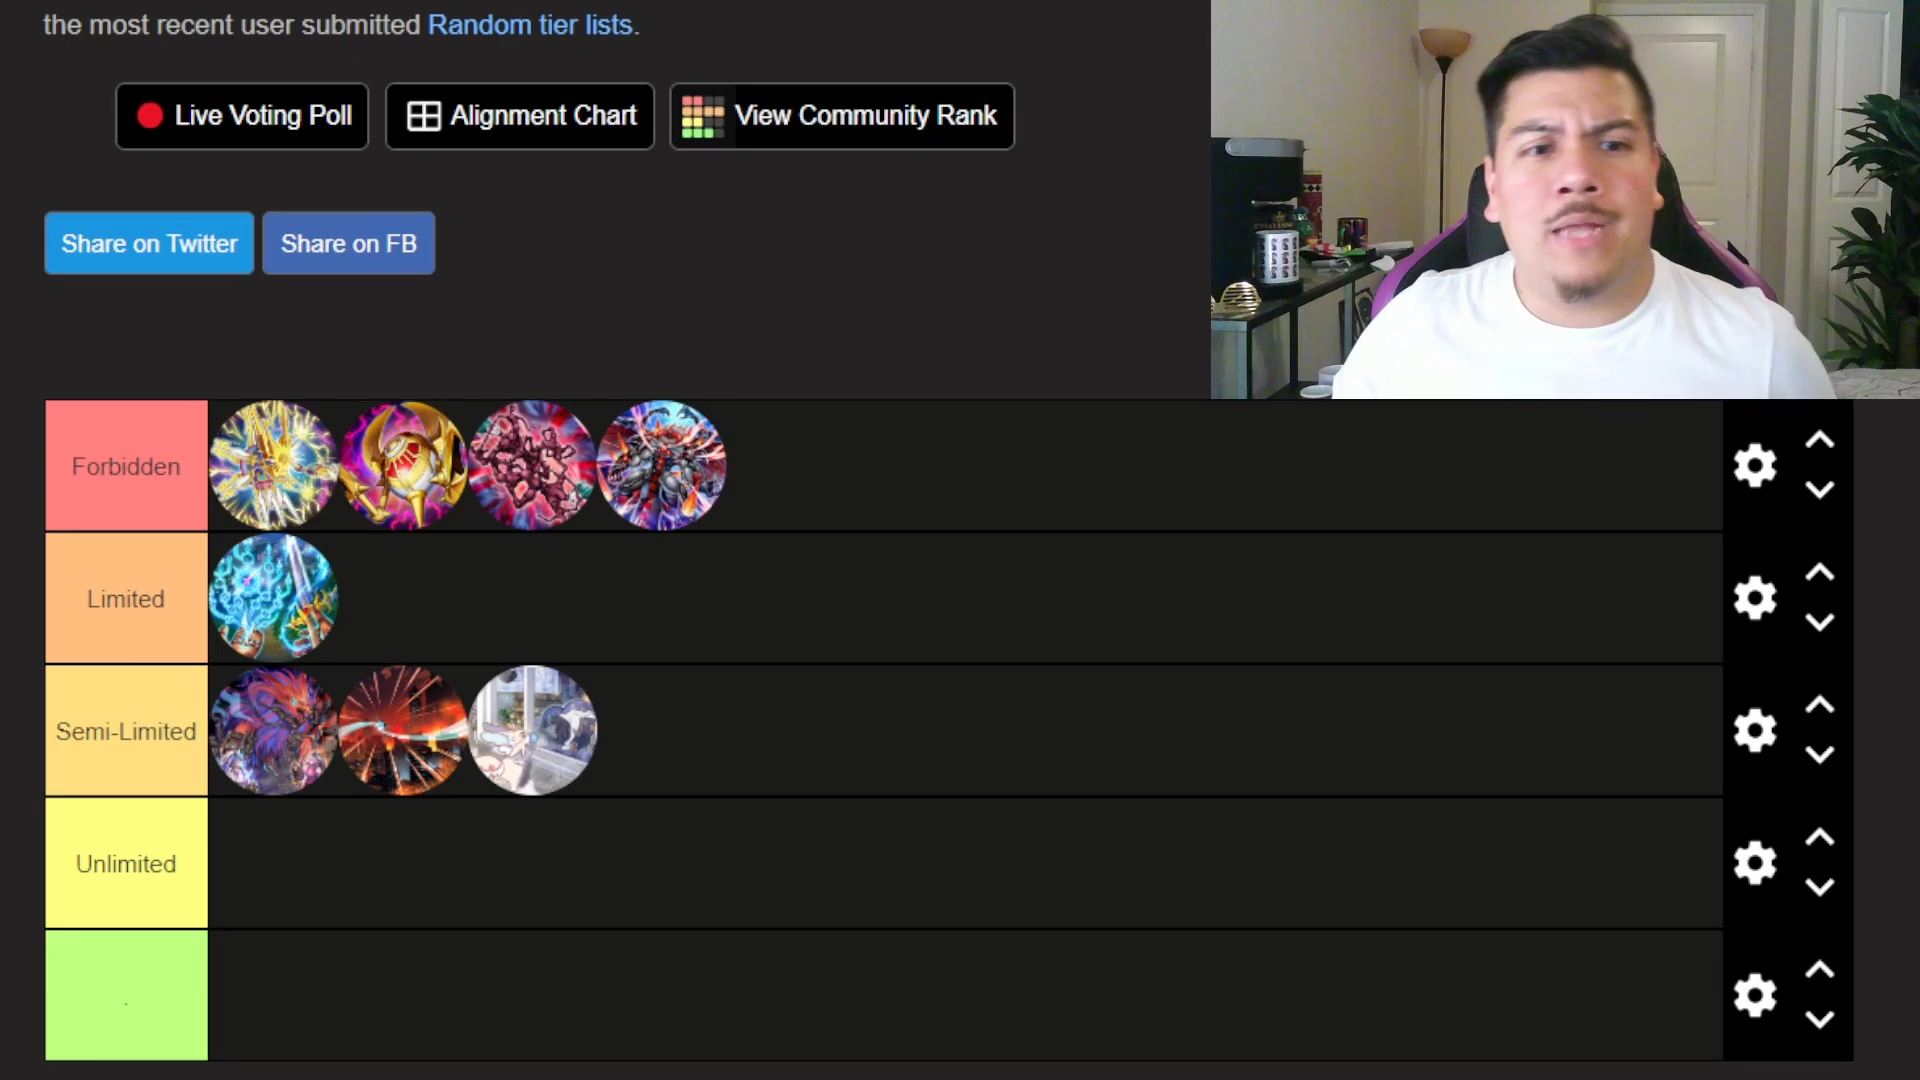 the most recent user submitted Random tier lists.
Live Voting Poll
Alignment Chart
View Community Rank
Share on Twitter
Share on FB
Forbidden
Limited
Semi-Limited
Unlimited
.